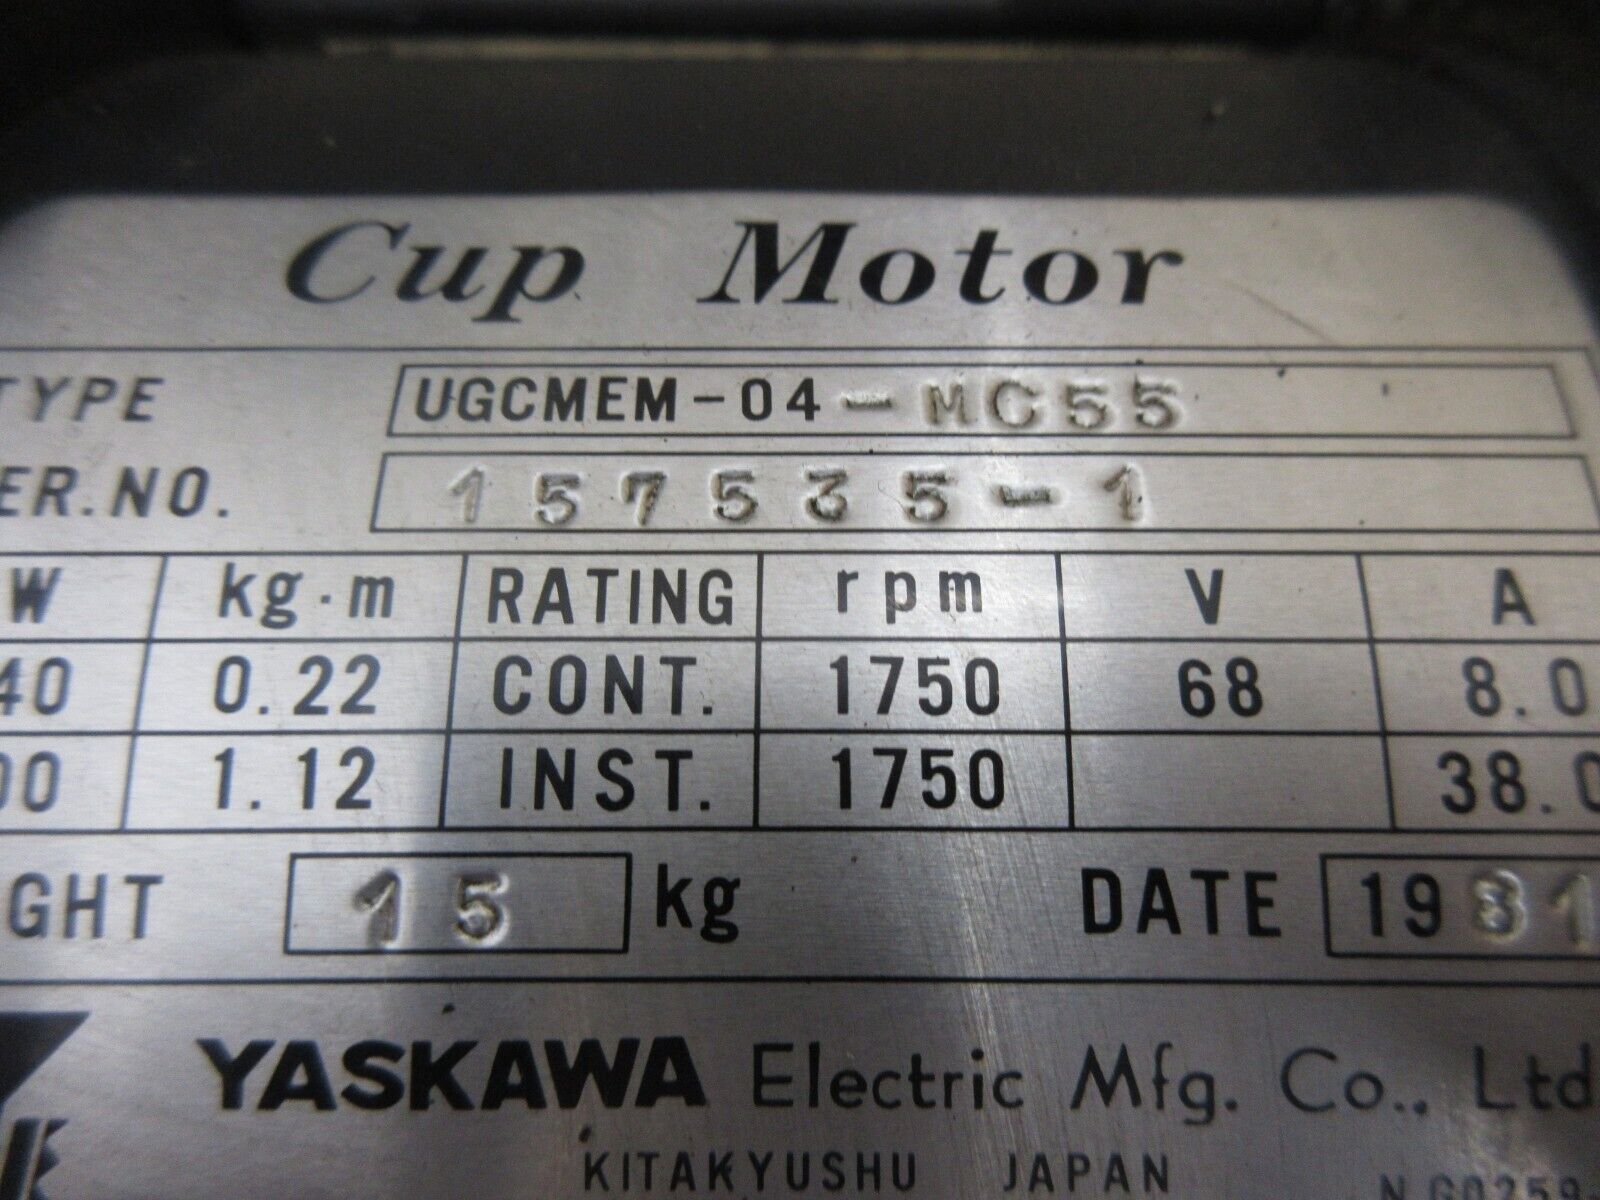 Cup Motor
TYPE UGCMEM-04-MC55
ER.NO. 157535-1
W kg·m RATING rpm V A
40 0.22 CONT. 1750 68 8.0
00 1.12 INST. 1750 38.0
GHT 15 kg DATE 1981
YASKAWA Electric Mfg. Co., Ltd
KITAKYUSHU JAPAN